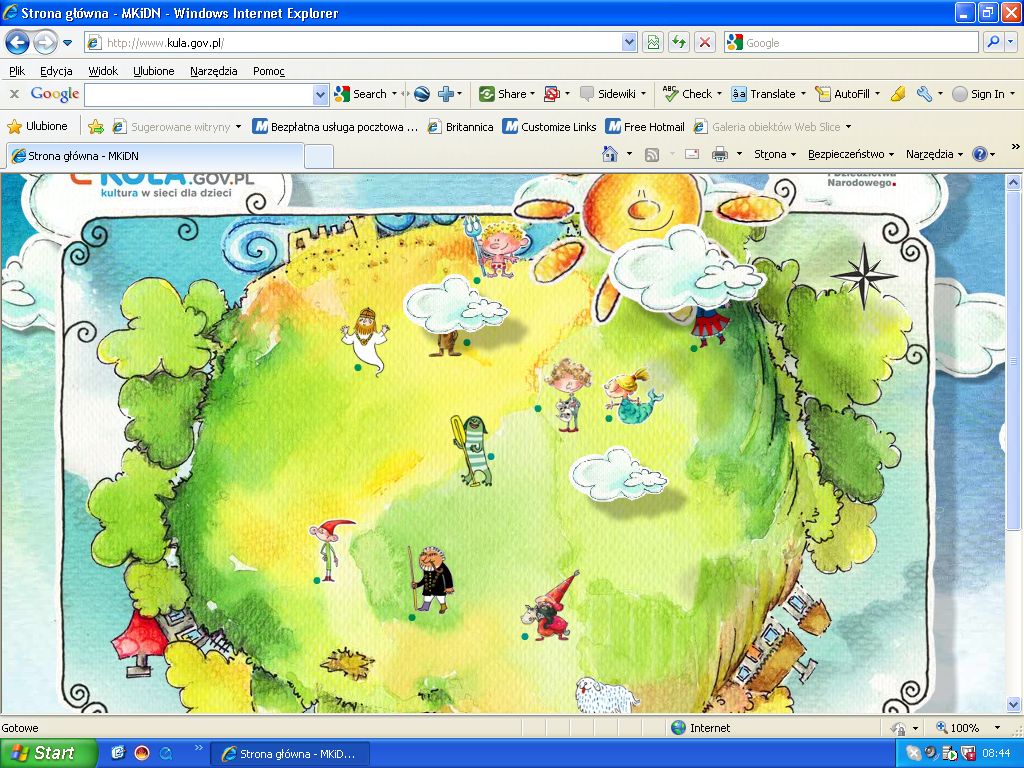 Strona główna - MKiDN - Windows Internet Explorer
http://www.kula.gov.pl/
Google
Plik Edycja Widok Ulubione Narzędzia Pomoc
x Google Search Share Sidewiki ABC Check aä Translate AutoFill Sign In
Ulubione Sugerowane witryny Bezpłatna usługa pocztowa ... Britannica Customize Links Free Hotmail Galeria obiektów Web Slice
Strona główna - MKiDN Strona Bezpieczeństwo Narzędzia »
KULA.GOV.PL
kultura w sieci dla dzieci
i Dziedzictwa
Narodowego.
Gotowe Internet 100%
Start » Strona główna - MKiD... 08:44